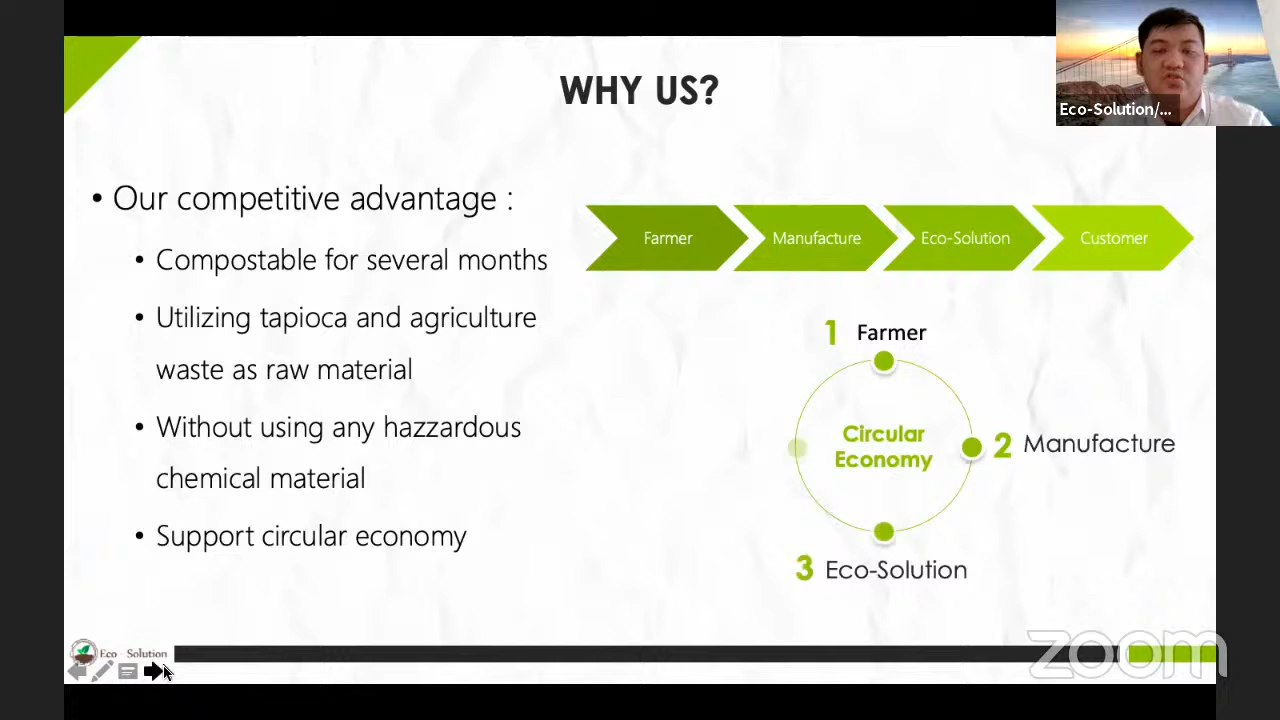 WHY US?
Eco-Solution/...
• Our competitive advantage :
• Compostable for several months
• Utilizing tapioca and agriculture
waste as raw material
• Without using any hazzardous
chemical material
• Support circular economy
Farmer
Manufacture
Eco-Solution
Customer
1 Farmer
Circular
Economy
2 Manufacture
3 Eco-Solution
Eco - Solution
zoom